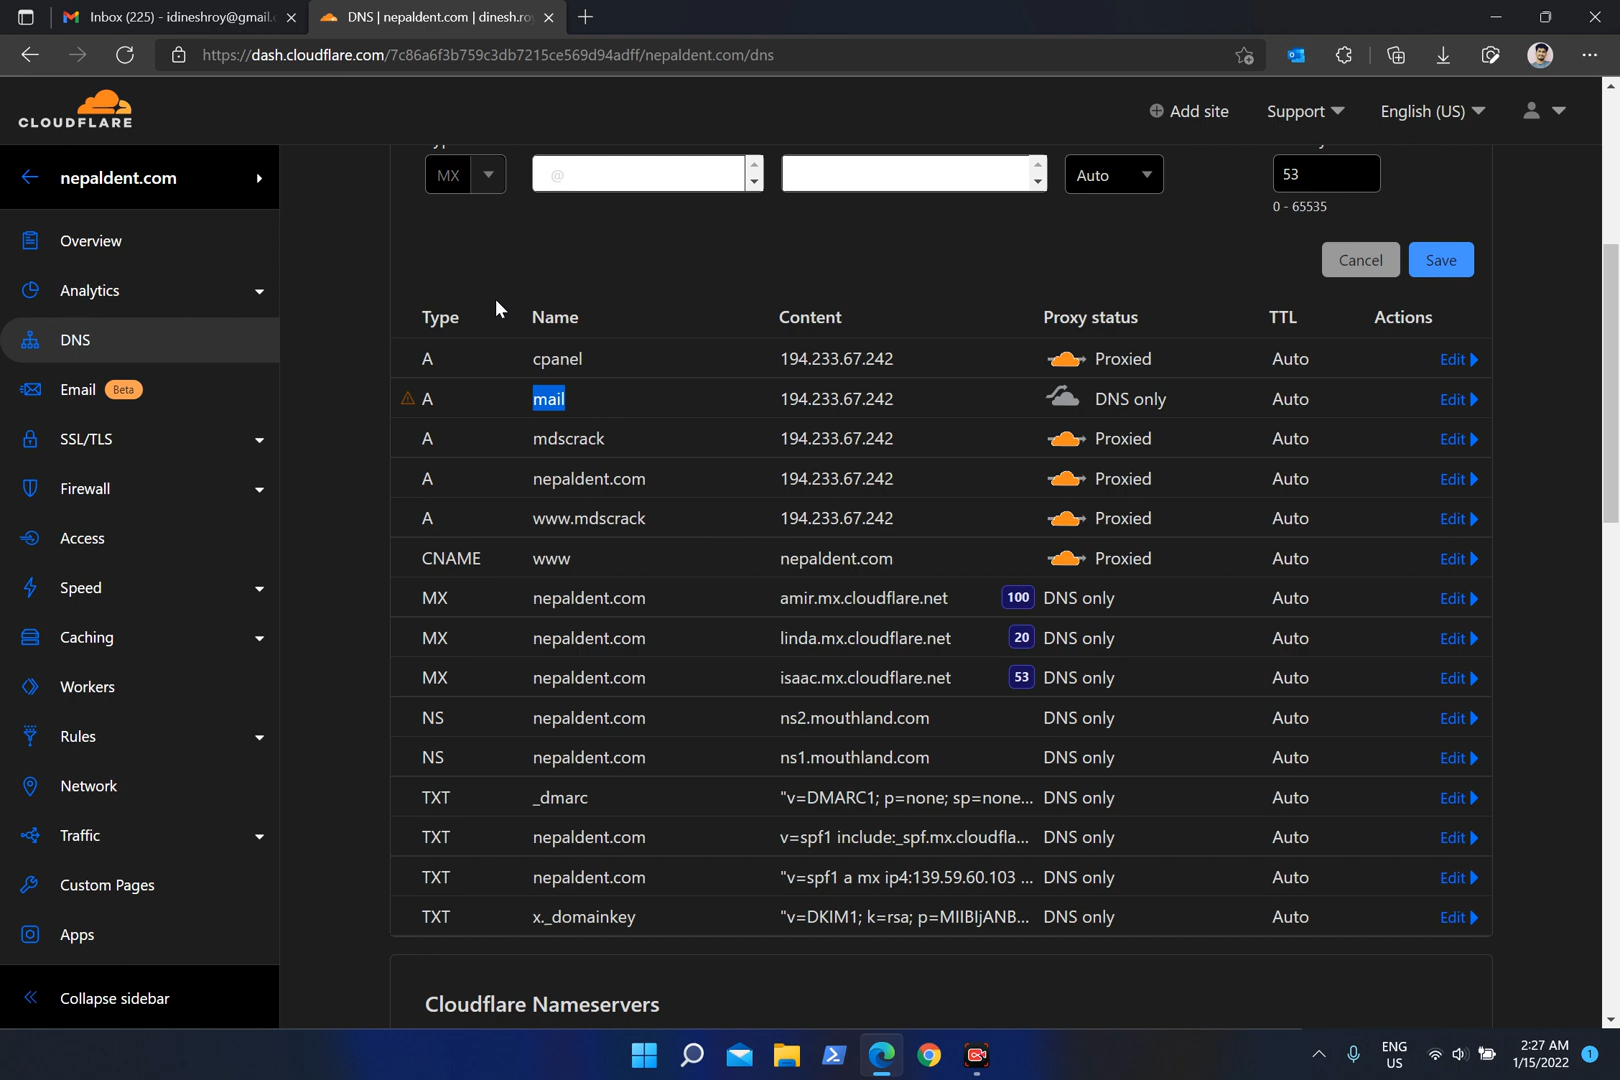 Inbox (225) - idineshroy@gmail.c
DNS | nepaldent.com | dinesh.ro
https://dash.cloudflare.com/7c86a6f3b759c3db7215ce569d94adff/nepaldent.com/dns
CLOUDFLARE
Add site
Support
English (US)
nepaldent.com
Overview
Analytics
DNS
Email Beta
SSL/TLS
Firewall
Access
Speed
Caching
Workers
Rules
Network
Traffic
Custom Pages
Apps
Collapse sidebar
MX @ Auto 53
0 - 65535
Cancel Save
Type Name Content Proxy status TTL Actions
A cpanel 194.233.67.242 Proxied Auto Edit
A mail 194.233.67.242 DNS only Auto Edit
A mdscrack 194.233.67.242 Proxied Auto Edit
A nepaldent.com 194.233.67.242 Proxied Auto Edit
A www.mdscrack 194.233.67.242 Proxied Auto Edit
CNAME www nepaldent.com Proxied Auto Edit
MX nepaldent.com amir.mx.cloudflare.net 100 DNS only Auto Edit
MX nepaldent.com linda.mx.cloudflare.net 20 DNS only Auto Edit
MX nepaldent.com isaac.mx.cloudflare.net 53 DNS only Auto Edit
NS nepaldent.com ns2.mouthland.com DNS only Auto Edit
NS nepaldent.com ns1.mouthland.com DNS only Auto Edit
TXT _dmarc "v=DMARC1; p=none; sp=none... DNS only Auto Edit
TXT nepaldent.com v=spf1 include:_spf.mx.cloudfla... DNS only Auto Edit
TXT nepaldent.com "v=spf1 a mx ip4:139.59.60.103 ... DNS only Auto Edit
TXT x._domainkey "v=DKIM1; k=rsa; p=MIIBIjANB... DNS only Auto Edit
Cloudflare Nameservers
ENG
US
2:27 AM
1/15/2022
1